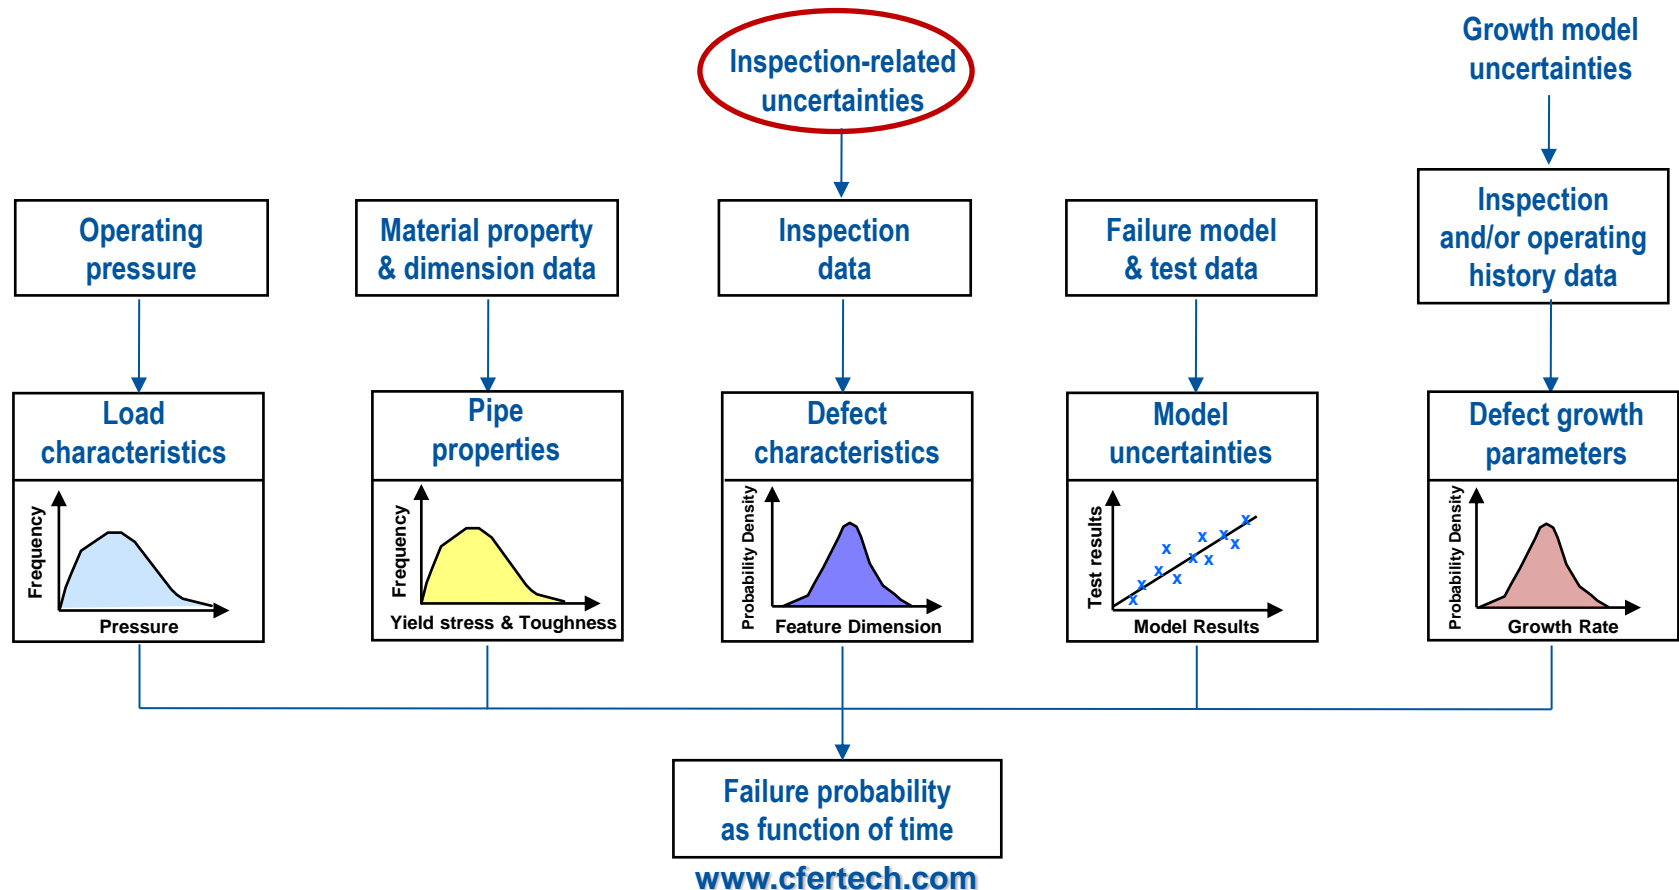 Inspection-related
uncertainties
Growth model
uncertainties
Operating
pressure
Material property
& dimension data
Inspection
data
Failure model
& test data
Inspection
and/or operating
history data
Load
characteristics
Pipe
properties
Defect
characteristics
Model
uncertainties
Defect growth
parameters
Frequency
Pressure
Frequency
Yield stress & Toughness
Probability Density
Feature Dimension
Test results
x
x
x
x
x
x
x
x
x
x
x
Model Results
Probability Density
Growth Rate
Failure probability
as function of time
www.cfertech.com